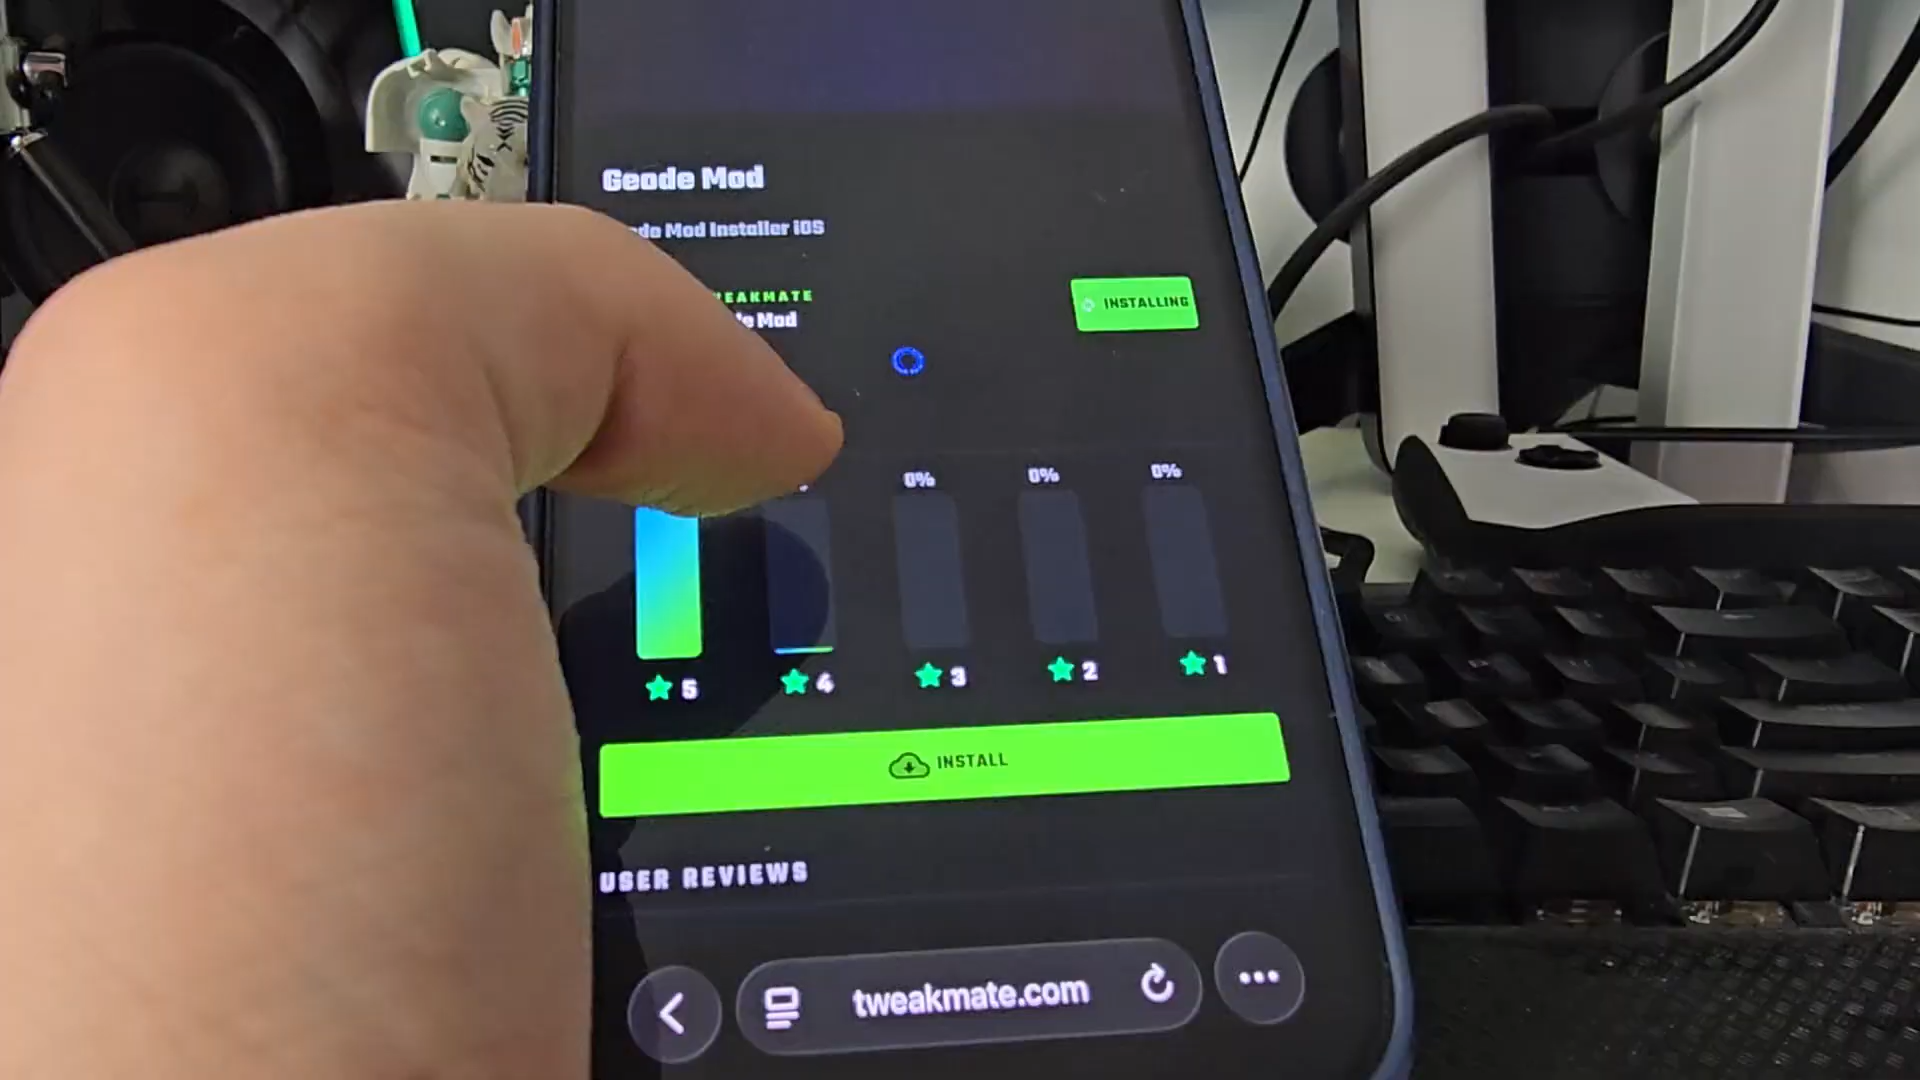 Geode Mod
Mod Installer iOS
INSTALLING
Mod
0% 0% 0%
5 4 3 2 1
INSTALL
USER REVIEWS
tweakmate.com